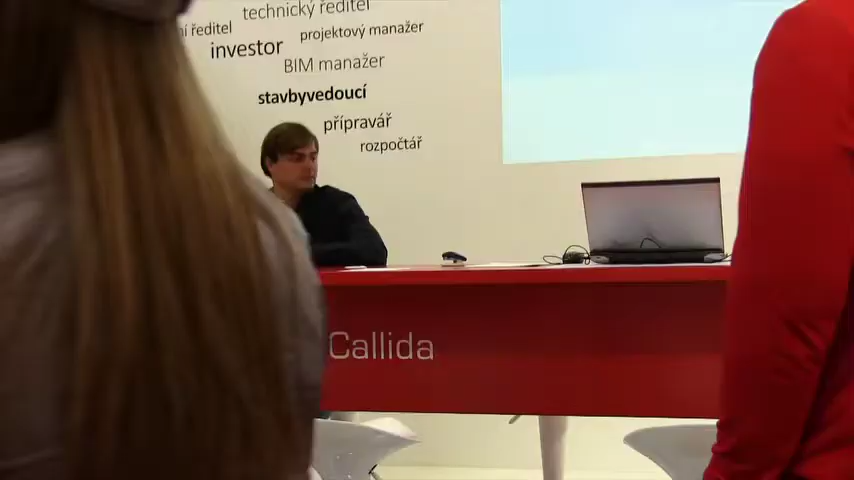 technický ředitel
ní ředitel
projektový manažer
investor
BIM manažer
stavbyvedoucí
přípravář
rozpočtář
Callida